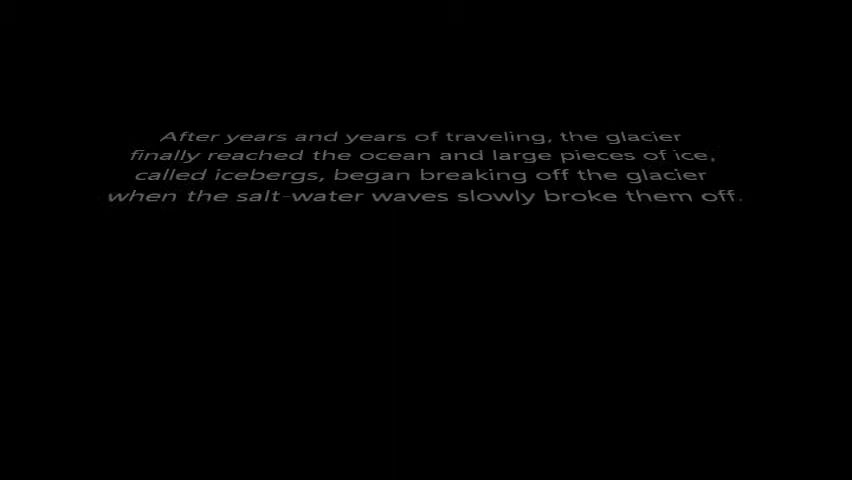 After years and years of traveling, the glacier
finally reached the ocean and large pieces of ice,
called icebergs, began breaking off the glacier
when the salt-water waves slowly broke them off.